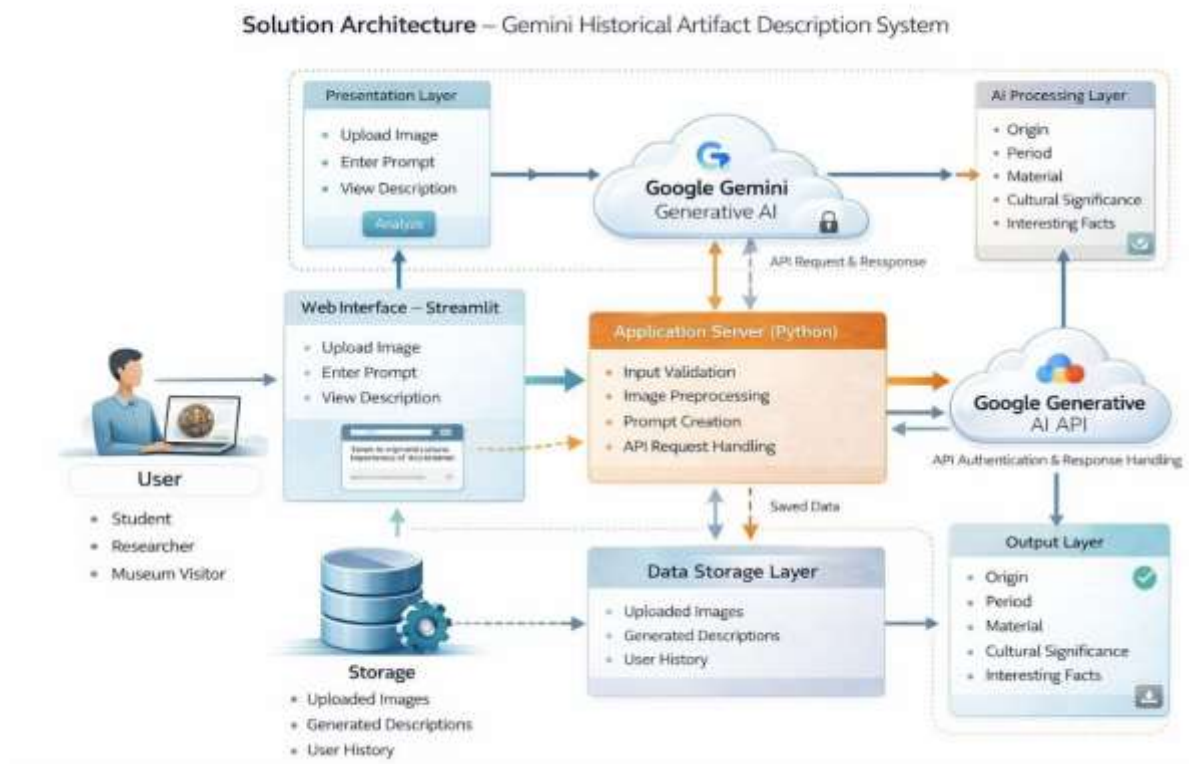 Solution Architecture – Gemini Historical Artifact Description System
Presentation Layer
• Upload Image
• Enter Prompt
• View Description
Analyze
Google Gemini
Generative AI
Ai Processing Layer
• Origin
• Period
• Material
• Cultural Significance
• Interesting Facts
API Request & Ressponse
Web Interface – Streamlit
• Upload Image
• Enter Prompt
• View Description
Application Server (Python)
• Input Validation
• Image Preprocessing
• Prompt Creation
• API Request Handling
Google Generative
AI API
API Authentication & Response Handling
User
• Student
• Researcher
• Museum Visitor
Saved Data
Storage
• Uploaded Images
• Generated Descriptions
• User History
Data Storage Layer
• Uploaded Images
• Generated Descriptions
• User History
Output Layer
• Origin
• Period
• Material
• Cultural Significance
• Interesting Facts